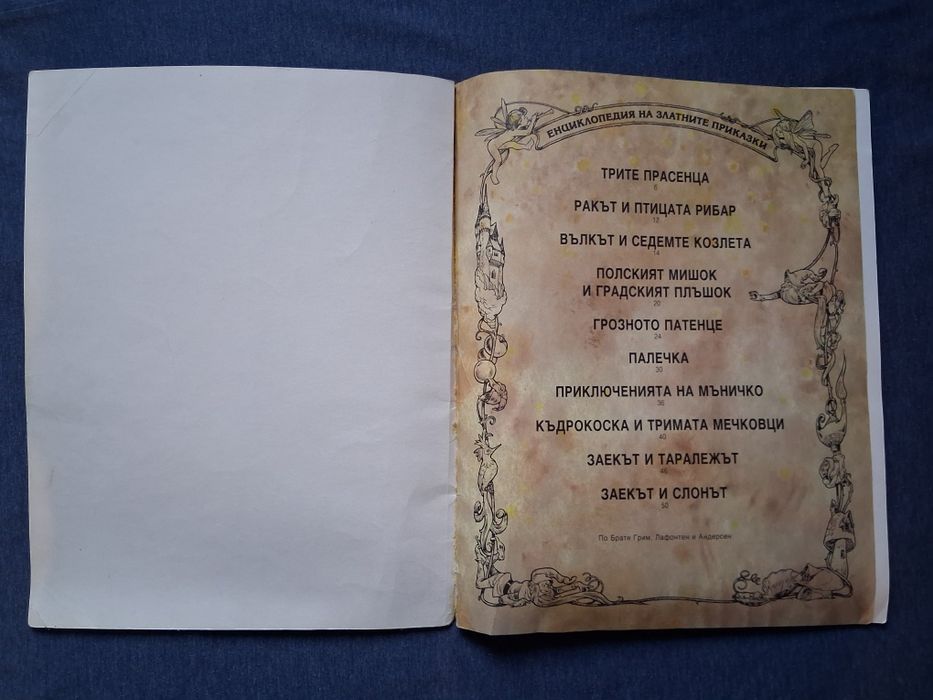 ЕНЦИКЛОПЕДИЯ НА ЗЛАТНИТЕ ПРИКАЗКИ
ТРИТЕ ПРАСЕНЦА
6
РАКЪТ И ПТИЦАТА РИБАР
12
ВЪЛКЪТ И СЕДЕМТЕ КОЗЛЕТА
14
ПОЛСКИЯТ МИШОК
И ГРАДСКИЯТ ПЛЪШОК
20
ГРОЗНОТО ПАТЕНЦЕ
24
ПАЛЕЧКА
30
ПРИКЛЮЧЕНИЯТА НА МЪНИЧКО
36
КЪДРОКОСКА И ТРИМАТА МЕЧКОВЦИ
40
ЗАЕКЪТ И ТАРАЛЕЖЪТ
46
ЗАЕКЪТ И СЛОНЪТ
50
По Братя Грим, Лафонтен и Андерсен